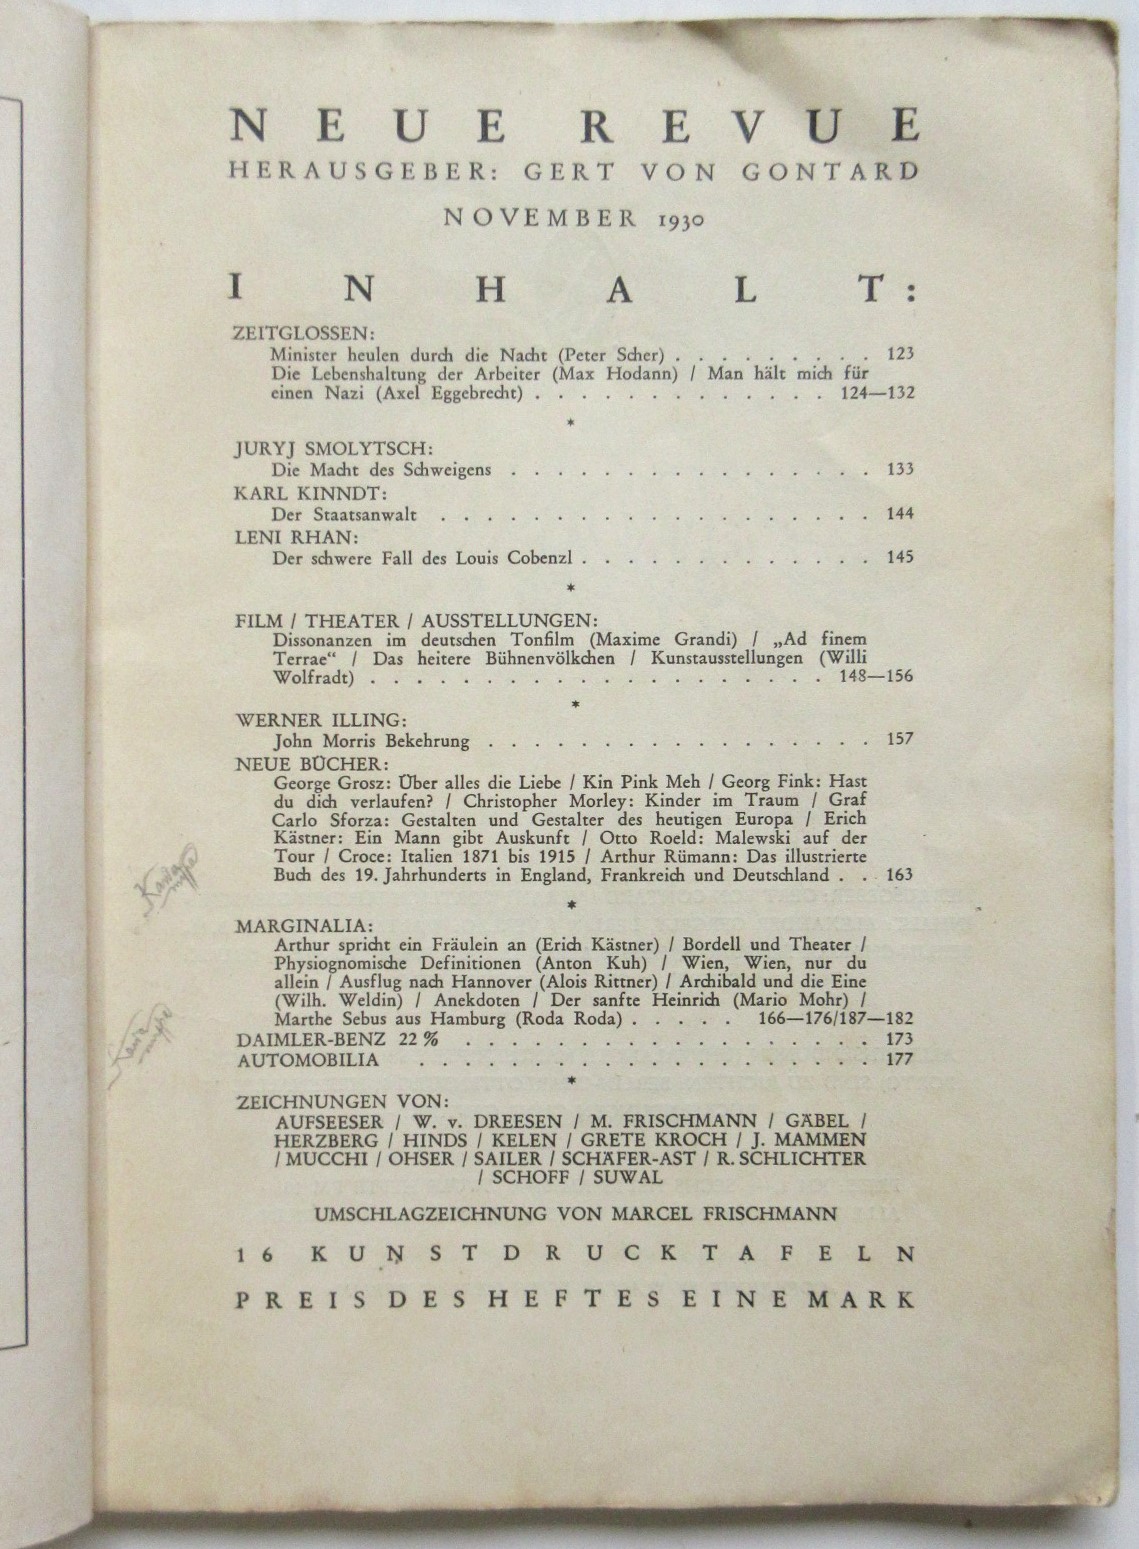 NEUE REVUE
HERAUSGEBER: GERT VON GONTARD
NOVEMBER 1930
INHALT:
ZEITGLOSSEN:
Minister heulen durch die Nacht (Peter Scher) . . . . . . . . . 123
Die Lebenshaltung der Arbeiter (Max Hodann) / Man hält mich für
einen Nazi (Axel Eggebrecht) . . . . . . . . . . . . . 124—132
*
JURYJ SMOLYTSCH:
Die Macht des Schweigens . . . . . . . . . . . . . . . . 133
KARL KINNDT:
Der Staatsanwalt . . . . . . . . . . . . . . . . . . . 144
LENI RHAN:
Der schwere Fall des Louis Cobenzl . . . . . . . . . . . . . 145
*
FILM / THEATER / AUSSTELLUNGEN:
Dissonanzen im deutschen Tonfilm (Maxime Grandi) / „Ad finem
Terrae“ / Das heitere Bühnenvölkchen / Kunstausstellungen (Willi
Wolfradt) . . . . . . . . . . . . . . . . . . . . 148—156
*
WERNER ILLING:
John Morris Bekehrung . . . . . . . . . . . . . . . . . 157
NEUE BÜCHER:
George Grosz: Über alles die Liebe / Kin Pink Meh / Georg Fink: Hast
du dich verlaufen? / Christopher Morley: Kinder im Traum / Graf
Carlo Sforza: Gestalten und Gestalter des heutigen Europa / Erich
Kästner: Ein Mann gibt Auskunft / Otto Roeld: Malewski auf der
Tour / Croce: Italien 1871 bis 1915 / Arthur Rümann: Das illustrierte
Buch des 19. Jahrhunderts in England, Frankreich und Deutschland . . 163
*
MARGINALIA:
Arthur spricht ein Fräulein an (Erich Kästner) / Bordell und Theater /
Physiognomische Definitionen (Anton Kuh) / Wien, Wien, nur du
allein / Ausflug nach Hannover (Alois Rittner) / Archibald und die Eine
(Wilh. Weldin) / Anekdoten / Der sanfte Heinrich (Mario Mohr) /
Marthe Sebus aus Hamburg (Roda Roda) . . . . . 166—176/187—182
DAIMLER-BENZ 22 % . . . . . . . . . . . . . . . . . . 173
AUTOMOBILIA . . . . . . . . . . . . . . . . . . . . 177
*
ZEICHNUNGEN VON:
AUFSEESER / W. v. DREESEN / M. FRISCHMANN / GÄBEL /
HERZBERG / HINDS / KELEN / GRETE KROCH / J. MAMMEN
/ MUCCHI / OHSER / SAILER / SCHÄFER-AST / R. SCHLICHTER
/ SCHOFF / SUWAL
UMSCHLAGZEICHNUNG VON MARCEL FRISCHMANN
16 KUNSTDRUCKTAFELN
PREIS DES HEFTES EINE MARK